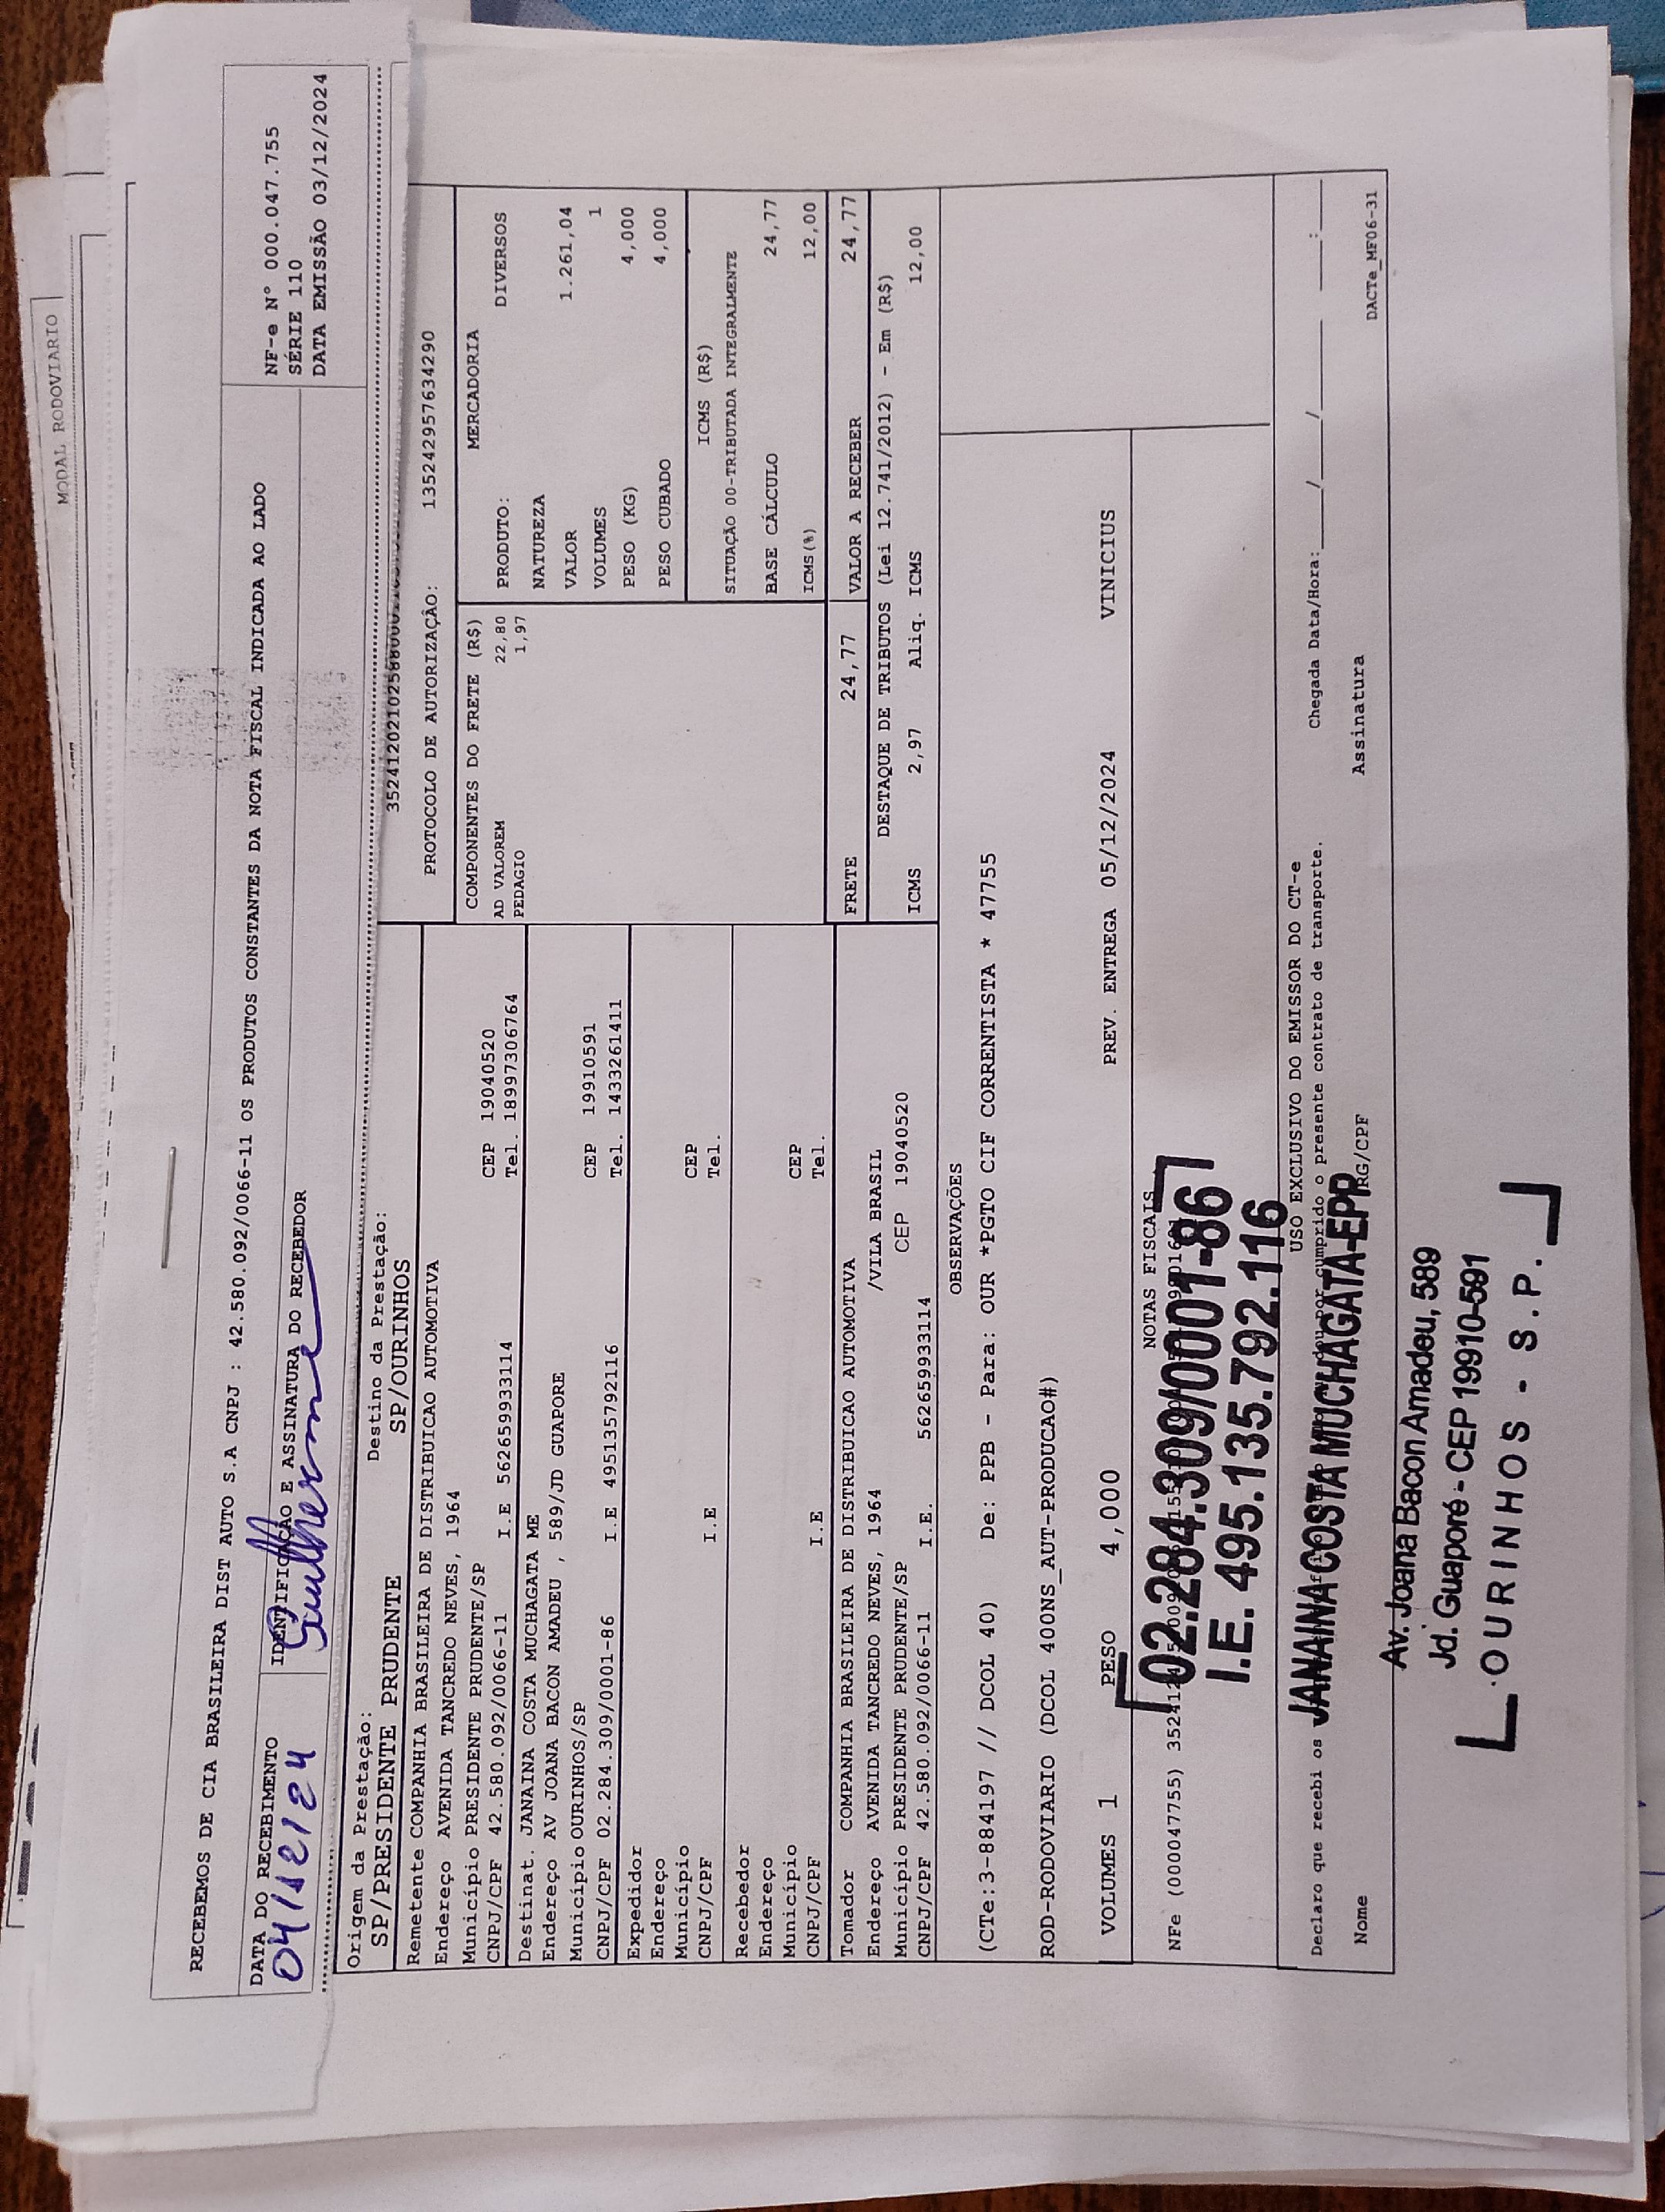 MODAL RODOVIARIO
RECEBEMOS DE CIA BRASILEIRA DIST AUTO S.A CNPJ : 42.580.092/0066-11 OS PRODUTOS CONSTANTES DA NOTA FISCAL INDICADA AO LADO
NF-e Nº 000.047.755
SÉRIE 110
DATA EMISSÃO 03/12/2024
DATA DO RECEBIMENTO
04/12/24
IDENTIFICAÇÃO E ASSINATURA DO RECEBEDOR
Guilherme
Origem da Prestação:
SP/PRESIDENTE PRUDENTE
Destino da Prestação:
SP/OURINHOS
PROTOCOLO DE AUTORIZAÇÃO: 135242957634290
Remetente COMPANHIA BRASILEIRA DE DISTRIBUICAO AUTOMOTIVA
Endereço AVENIDA TANCREDO NEVES, 1964
Município PRESIDENTE PRUDENTE/SP CEP 19040520
CNPJ/CPF 42.580.092/0066-11 I.E 562659933114 Tel. 18997306764
Destinat. JANAINA COSTA MUCHAGATA ME
Endereço AV JOANA BACON AMADEU , 589/JD GUAPORE
Município OURINHOS/SP CEP 19910591
CNPJ/CPF 02.284.309/0001-86 I.E 495135792116 Tel. 1433261411
Expedidor
Endereço
Município CEP
CNPJ/CPF I.E Tel.
Recebedor
Endereço
Município CEP
CNPJ/CPF I.E Tel.
Tomador COMPANHIA BRASILEIRA DE DISTRIBUICAO AUTOMOTIVA
Endereço AVENIDA TANCREDO NEVES, 1964 /VILA BRASIL
Município PRESIDENTE PRUDENTE/SP CEP 19040520
CNPJ/CPF 42.580.092/0066-11 I.E. 562659933114
COMPONENTES DO FRETE (R$)
AD VALOREM 22,80
PEDAGIO 1,97
MERCADORIA
PRODUTO: DIVERSOS
NATUREZA
VALOR 1.261,04
VOLUMES 1
PESO (KG) 4,000
PESO CUBADO 4,000
ICMS (R$)
SITUAÇÃO 00-TRIBUTADA INTEGRALMENTE
BASE CÁLCULO 24,77
ICMS(%) 12,00
FRETE 24,77 VALOR A RECEBER 24,77
DESTAQUE DE TRIBUTOS (Lei 12.741/2012) - Em (R$)
ICMS 2,97 Aliq. ICMS 12,00
OBSERVAÇÕES
(CTe:3-884197 // DCOL 40) De: PPB - Para: OUR *PGTO CIF CORRENTISTA * 47755
ROD-RODOVIARIO (DCOL 400NS_AUT-PRODUCAO#)
VOLUMES 1 PESO 4,000 PREV. ENTREGA 05/12/2024 VINICIUS
NOTAS FISCAIS
NFe (000047755)
02.284.309/0001-86
I.E. 495.135.792.116
USO EXCLUSIVO DO EMISSOR DO CT-e
Declaro que recebi os cumprido o presente contrato de transporte. Chegada Data/Hora:____/____/____ ___:___
JANAINA COSTA MUCHAGATA-EPP
Nome RG/CPF Assinatura
DACTe_MF06-31
Av. Joana Bacon Amadeu, 589
Jd. Guaporé - CEP 19910-591
OURINHOS - S.P.